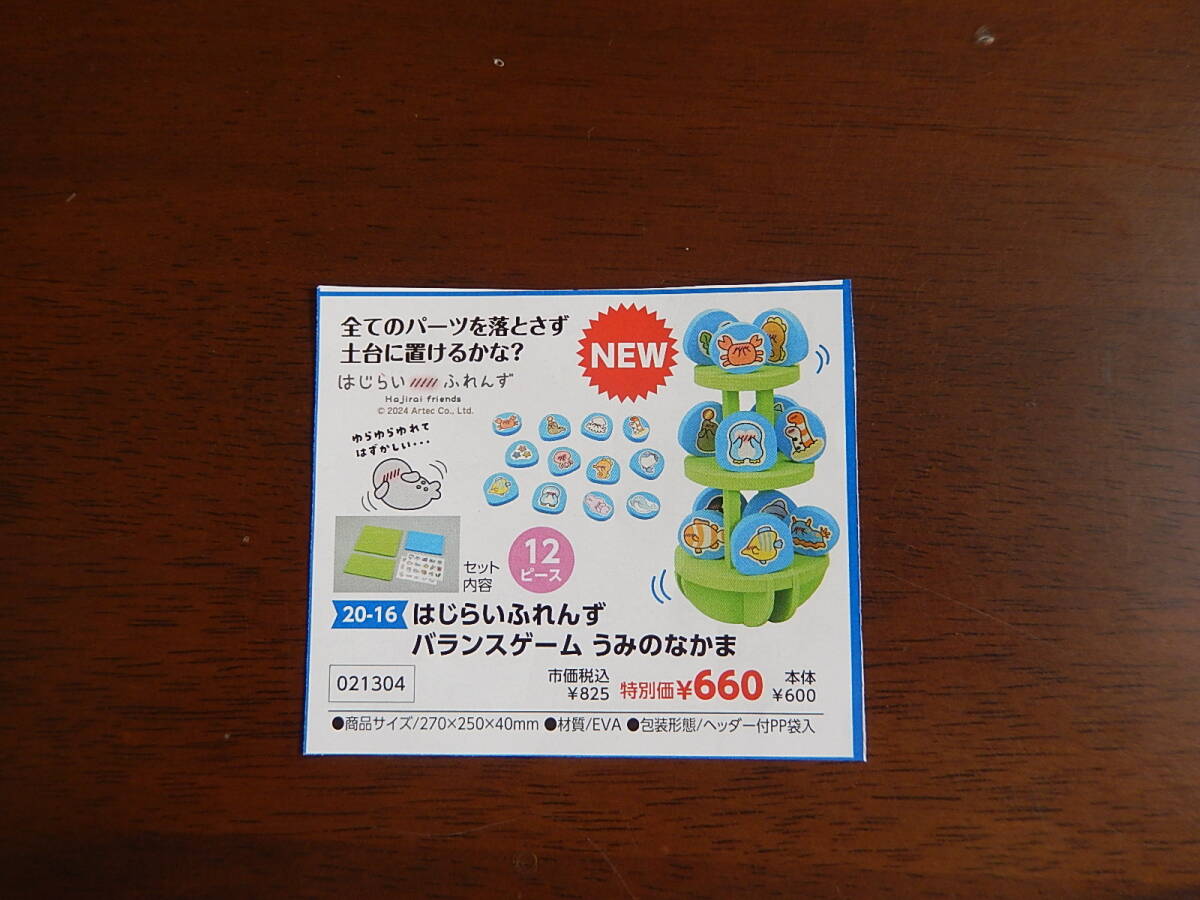 全てのパーツを落とさず
土台に置けるかな?
NEW
はじらい ふれんず
Hajirai friends
© 2024 Artec Co., Ltd.
ゆらゆらゆれて
はずかしい・・・
12
ピース
セット
内容
20-16 はじらいふれんず
バランスゲーム うみのなかま
021304
市価税込
¥825
特別価¥660
本体
¥600
●商品サイズ/270×250×40mm ●材質/EVA ●包装形態/ヘッダー付PP袋入